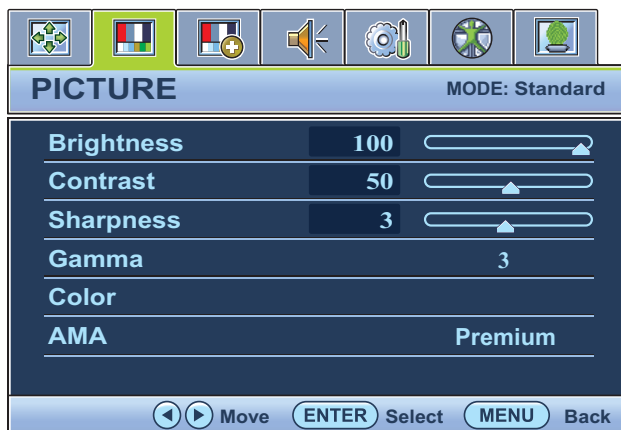 PICTURE MODE: Standard
Brightness 100
Contrast 50
Sharpness 3
Gamma 3
Color
AMA Premium
Move ENTER Select MENU Back